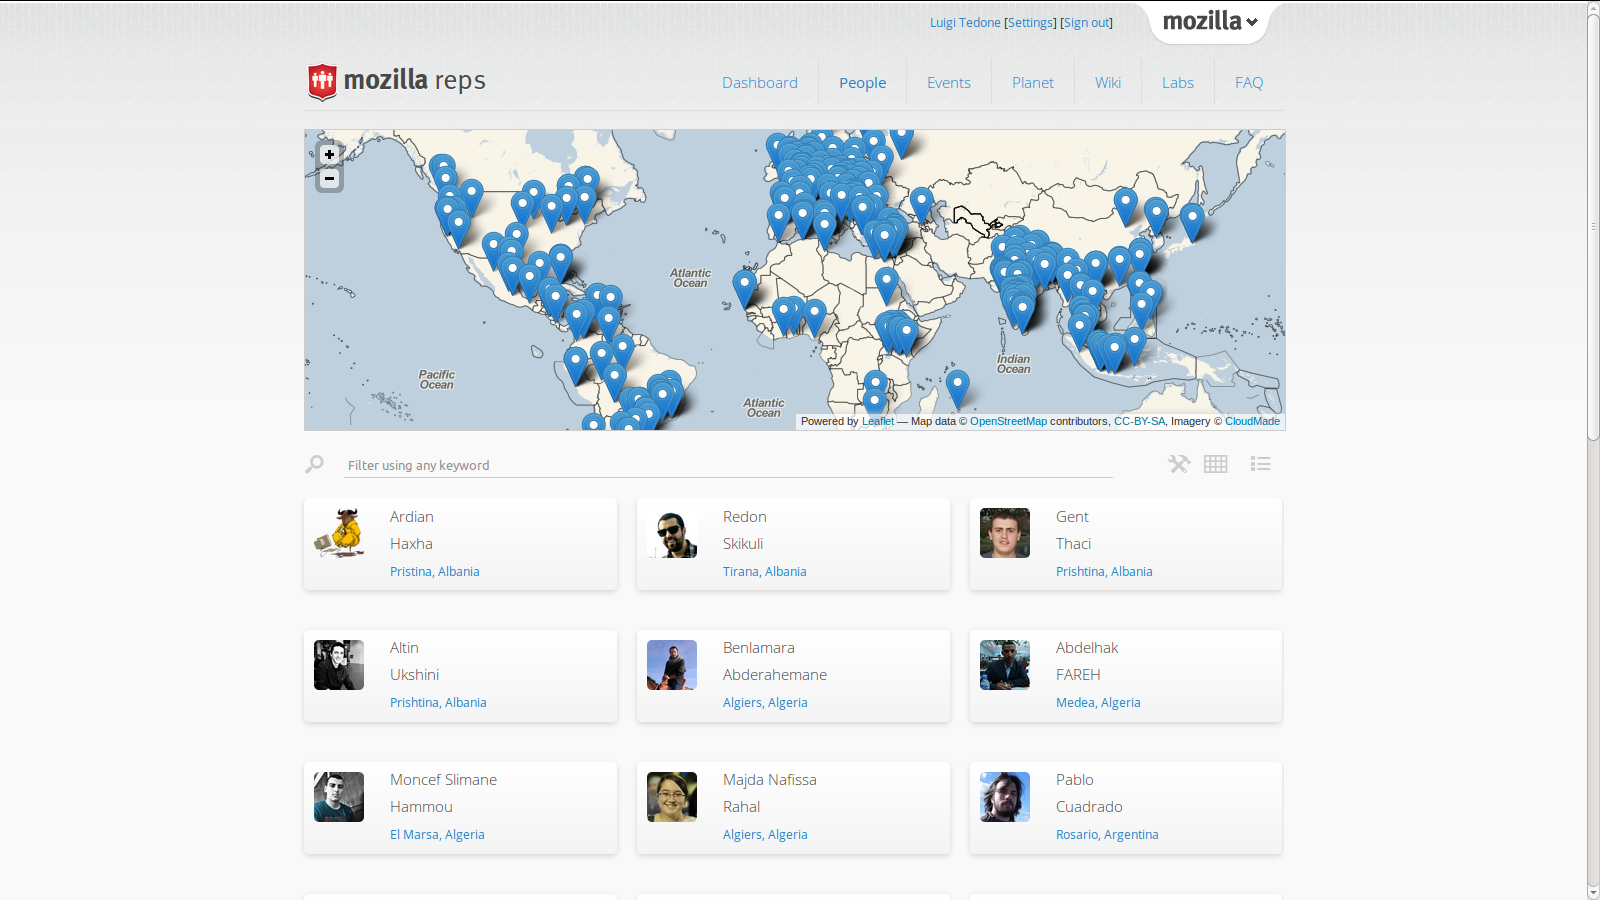 Luigi Tedone [Settings] [Sign out]
mozilla
mozilla reps
Dashboard People Events Planet Wiki Labs FAQ
+
−
Atlantic
Ocean
Pacific
Ocean
Atlantic
Ocean
Indian
Ocean
Powered by Leaflet — Map data © OpenStreetMap contributors, CC-BY-SA, Imagery © CloudMade
Filter using any keyword
Ardian
Haxha
Pristina, Albania
Redon
Skikuli
Tirana, Albania
Gent
Thaci
Prishtina, Albania
Altin
Ukshini
Prishtina, Albania
Benlamara
Abderahemane
Algiers, Algeria
Abdelhak
FAREH
Medea, Algeria
Moncef Slimane
Hammou
El Marsa, Algeria
Majda Nafissa
Rahal
Algiers, Algeria
Pablo
Cuadrado
Rosario, Argentina